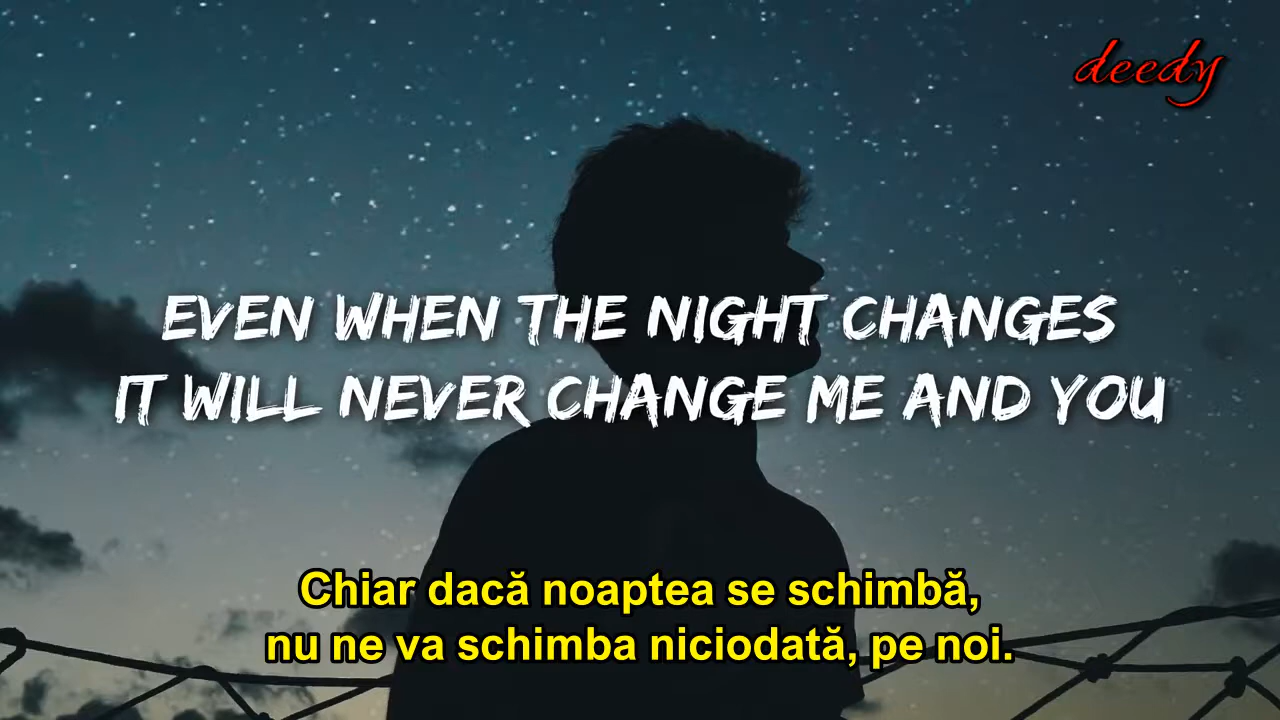 deedy
EVEN WHEN THE NIGHT CHANGES
IT WILL NEVER CHANGE ME AND YOU
Chiar dacă noaptea se schimbă,
nu ne va schimba niciodată, pe noi.